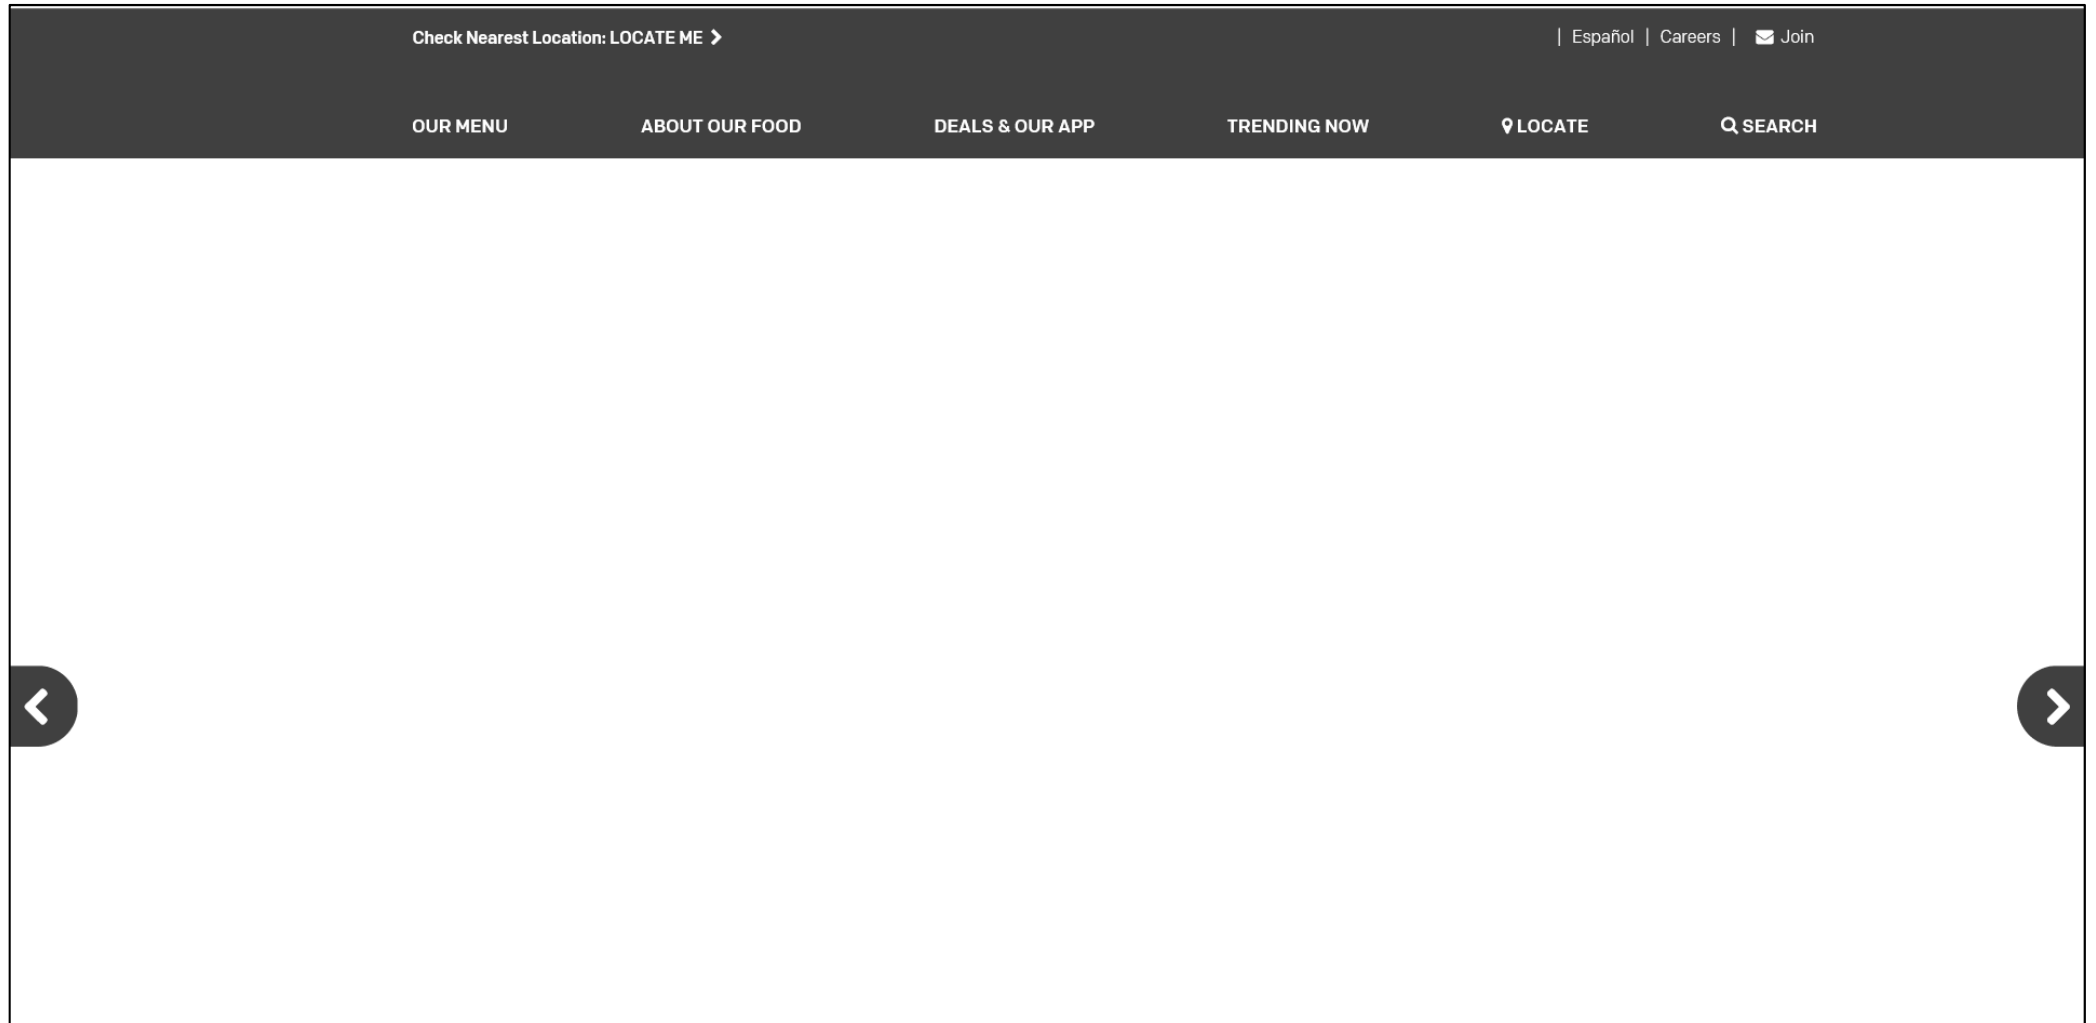 Check Nearest Location: LOCATE ME
| Español | Careers | Join
OUR MENU ABOUT OUR FOOD DEALS & OUR APP TRENDING NOW LOCATE SEARCH